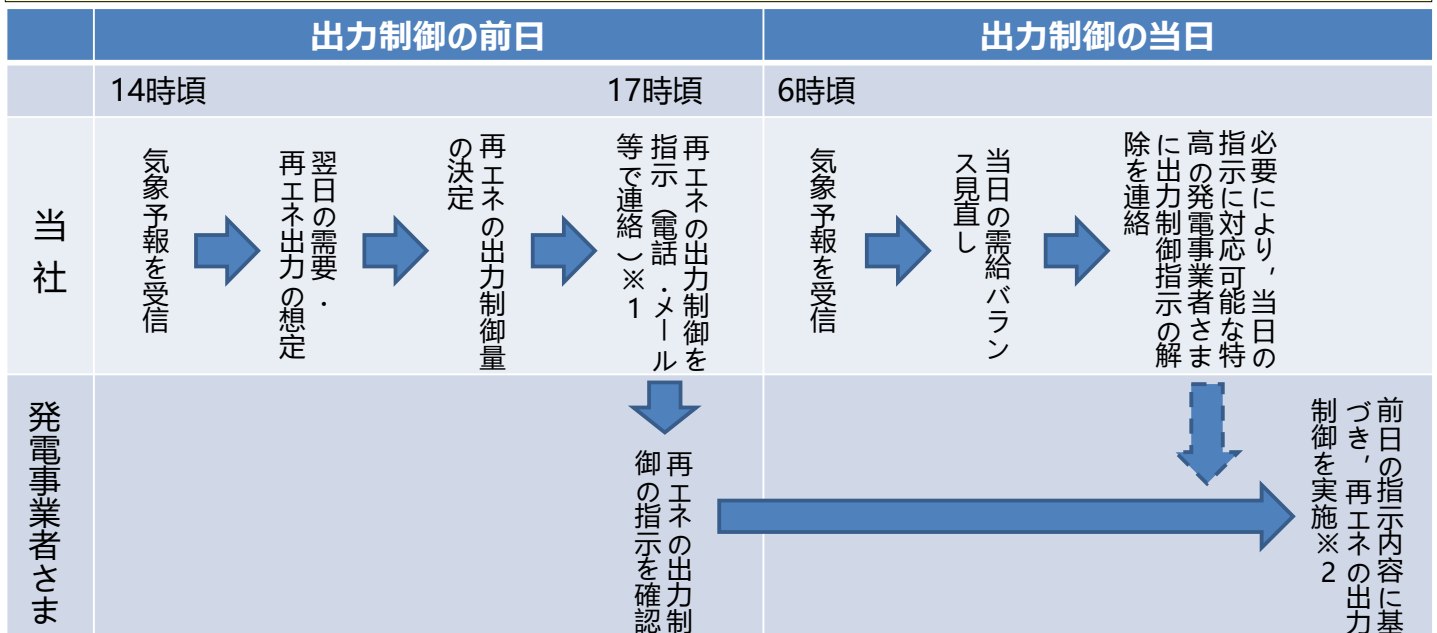 出力制御の前日
出力制御の当日
14時頃
17時頃
6時頃
当社
気象予報を受信
翌日の需要・
再エネ出力の想定
再エネの出力制御量
の決定
再エネの出力制御を
指示（電話・メール
等で連絡）※1
気象予報を受信
当日の需給バラン
ス見直し
必要により，当日の
指示に対応可能な特
高の発電事業者さま
に出力制御指示の解
除を連絡
発電事業者さま
再エネの出力制
御の指示を確認
前日の指示内容に基
づき，再エネの出力
制御を実施※2